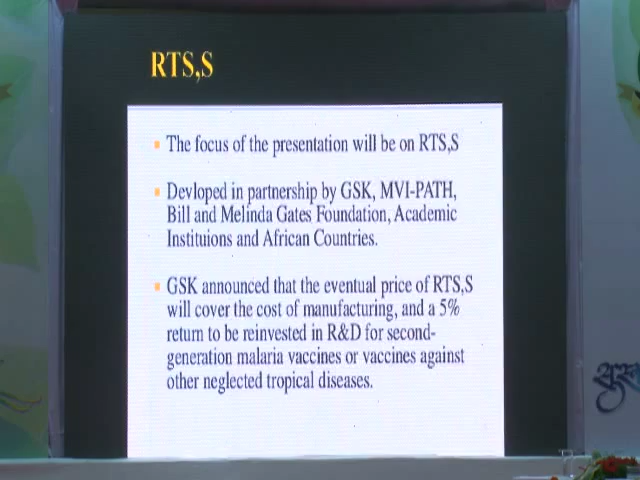 RTS,S
The focus of the presentation will be on RTS,S
Devloped in partnership by GSK, MVI-PATH,
Bill and Melinda Gates Foundation, Academic
Instituions and African Countries.
GSK announced that the eventual price of RTS,S
will cover the cost of manufacturing, and a 5%
return to be reinvested in R&D for second-
generation malaria vaccines or vaccines against
other neglected tropical diseases.